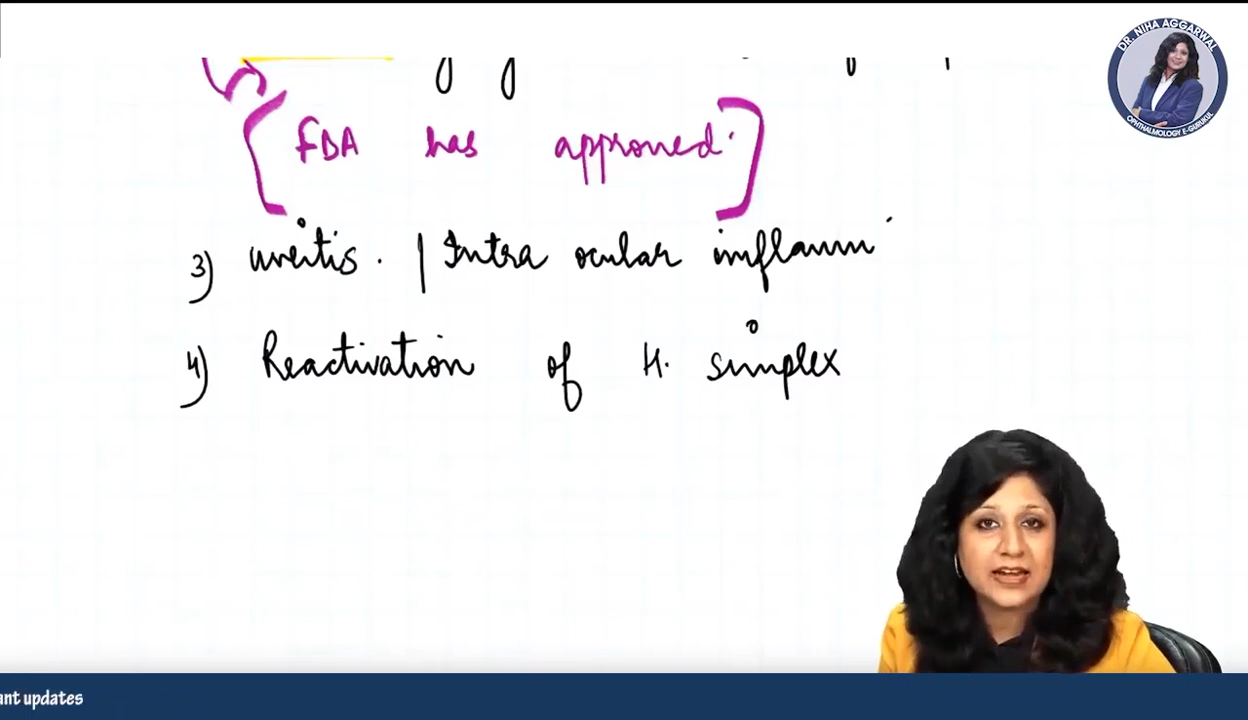 DR. NIHA AGGARWAL
OPHTHALMOLOGY E-GURUKUL
[FDA has approved.]
3) uveitis. | Intra ocular inflamm
4) Reactivation of H. simplex
ant updates